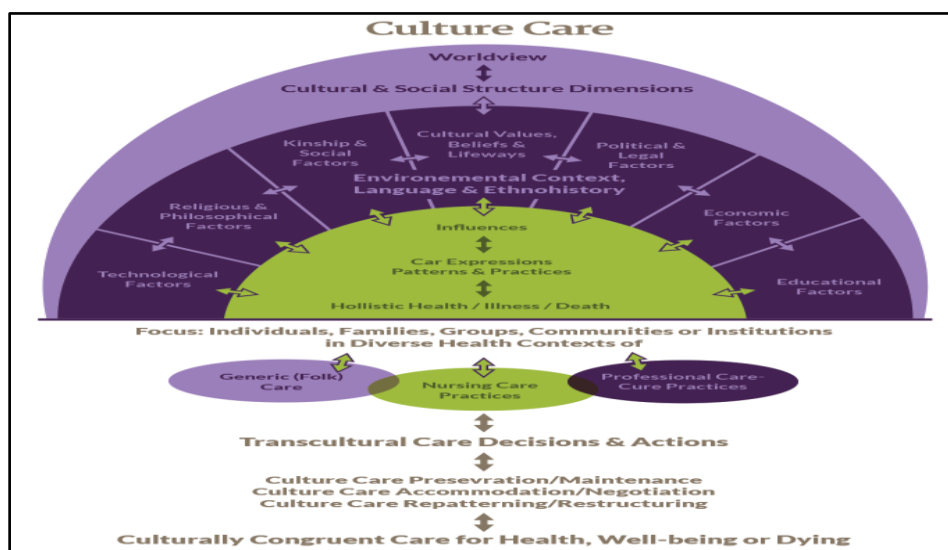 Culture Care
Worldview
Cultural & Social Structure Dimensions
Kinship &
Social
Factors
Cultural Values,
Beliefs &
Lifeways
Political &
Legal
Factors
Environemental Context,
Language & Ethnohistory
Religious &
Philosophical
Factors
Economic
Factors
Technological
Factors
Educational
Factors
Influences
Car Expressions
Patterns & Practices
Hollistic Health / Illness / Death
Focus: Individuals, Families, Groups, Communities or Institutions
in Diverse Health Contexts of
Generic (Folk)
Care
Nursing Care
Practices
Professional Care-
Cure Practices
Transcultural Care Decisions & Actions
Culture Care Presevration/Maintenance
Culture Care Accommodation/Negotiation
Culture Care Repatterning/Restructuring
Culturally Congruent Care for Health, Well-being or Dying